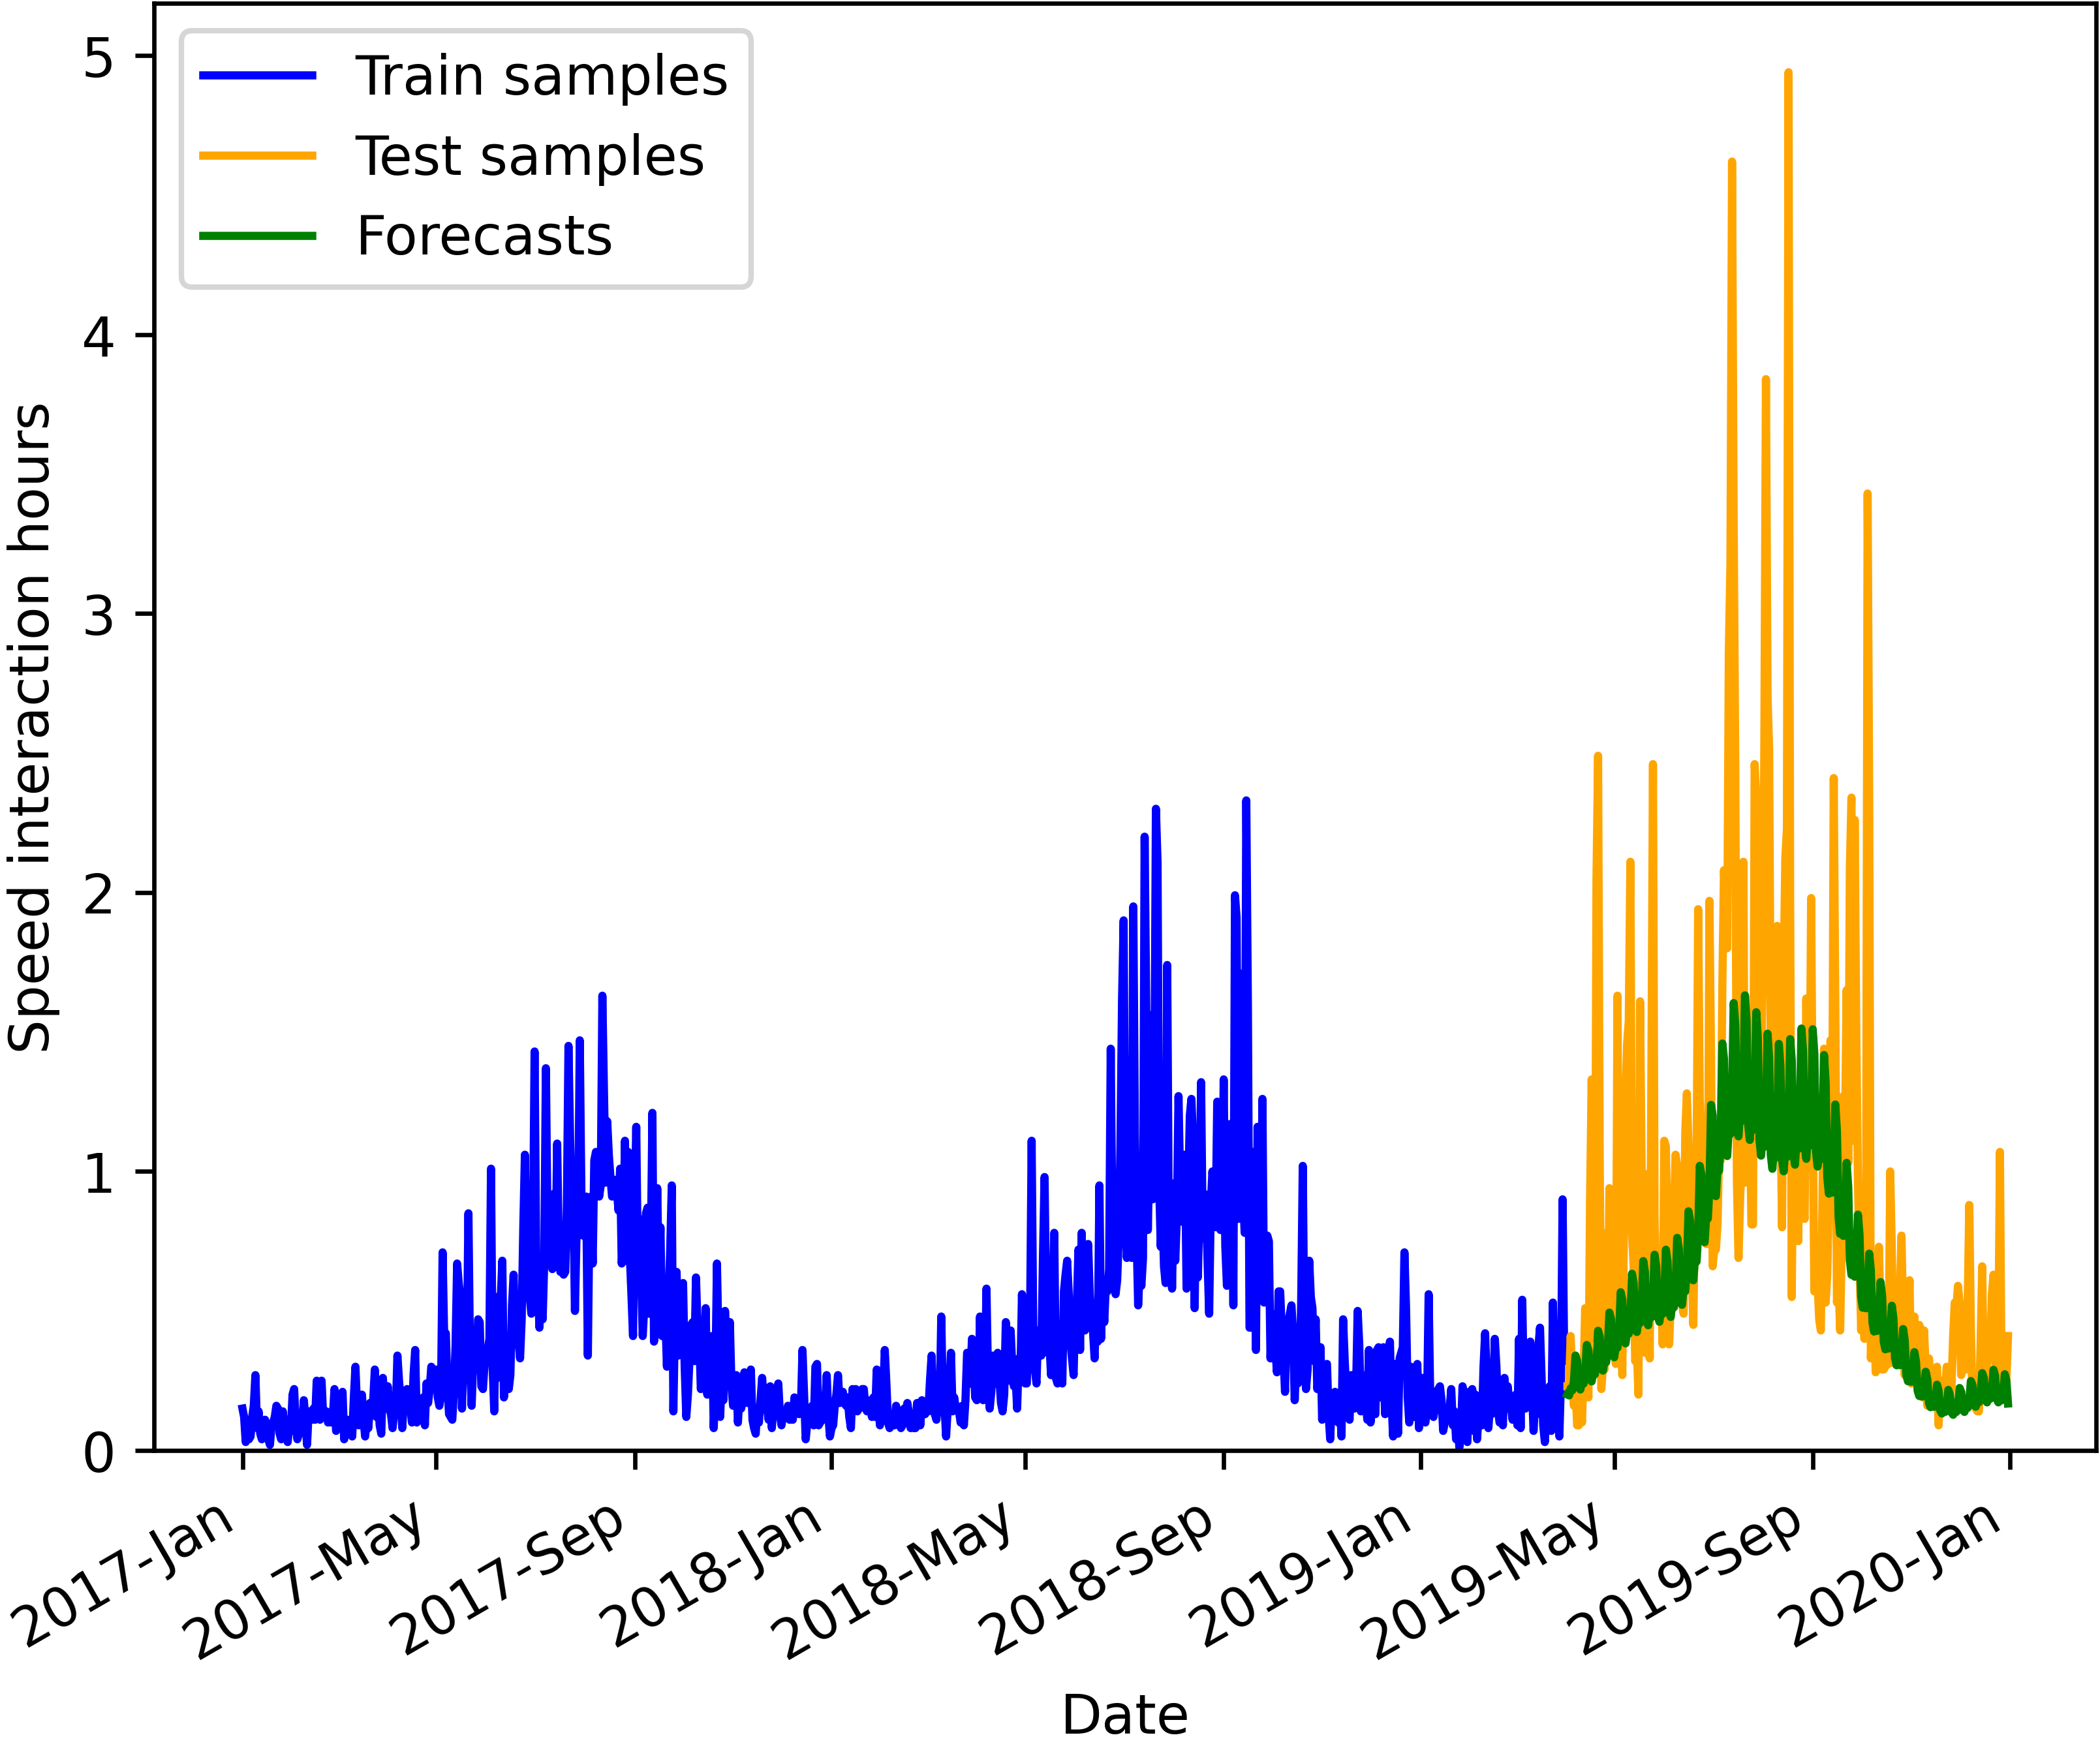 Train samples
Test samples
Forecasts
5
4
3
2
1
0
Speed interaction hours
2017-Jan
2017-May
2017-Sep
2018-Jan
2018-May
2018-Sep
2019-Jan
2019-May
2019-Sep
2020-Jan
Date